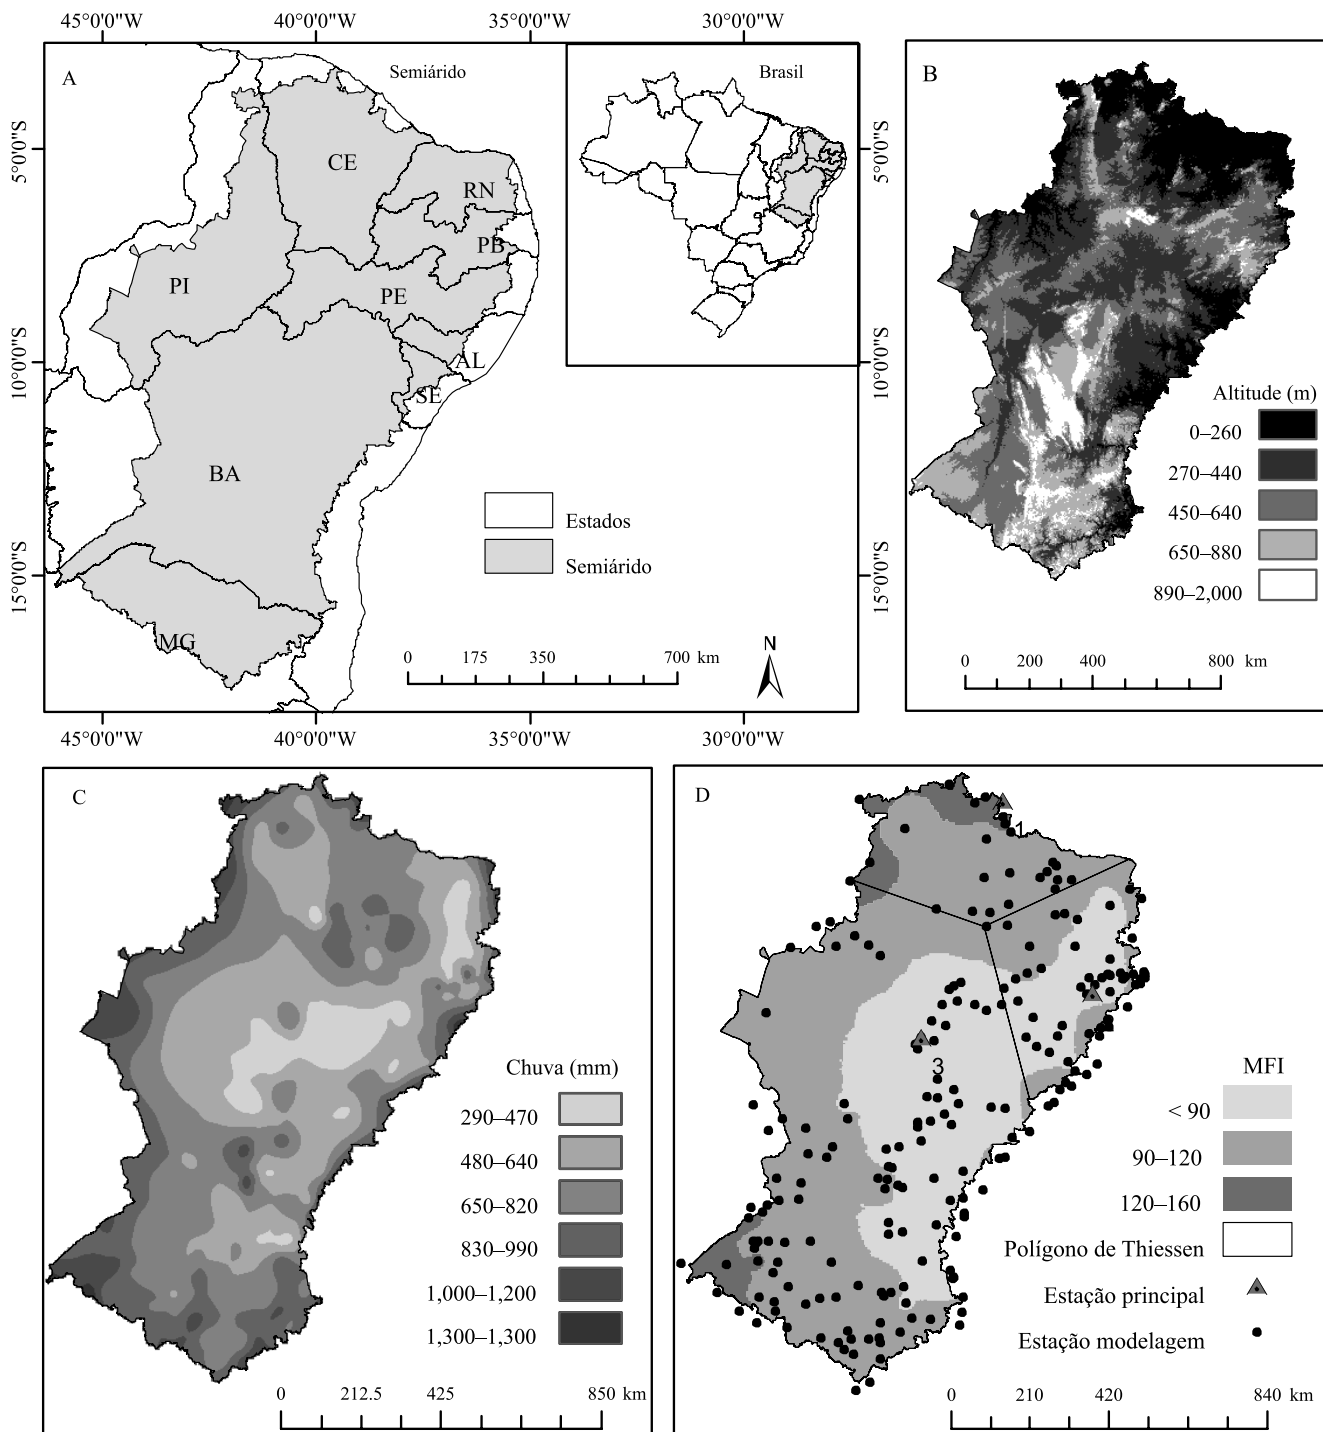 45°0'0"W 40°0'0"W 35°0'0"W 30°0'0"W
A
Semiárido
Brasil
5°0'0"S
10°0'0"S
15°0'0"S
CE
RN
PB
PI
PE
AL
SE
BA
MG
Estados
Semiárido
0 175 350 700 km
N
45°0'0"W 40°0'0"W 35°0'0"W 30°0'0"W
5°0'0"S
10°0'0"S
15°0'0"S
B
Altitude (m)
0–260
270–440
450–640
650–880
890–2,000
0 200 400 800 km
C
Chuva (mm)
290–470
480–640
650–820
830–990
1,000–1,200
1,300–1,300
0 212.5 425 850 km
D
1
3
MFI
< 90
90–120
120–160
Polígono de Thiessen
Estação principal
Estação modelagem
0 210 420 840 km